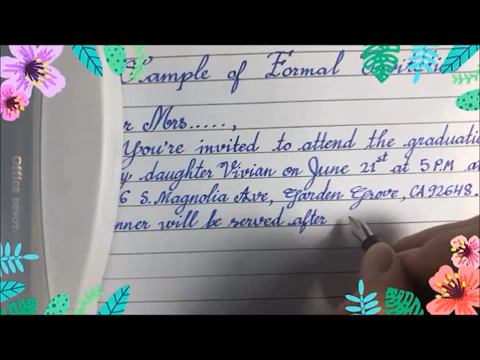 Example of Formal
r Mrs.....,
You're invited to attend the graduati
y daughter Vivian on June 21st at 5 P.M a
6 S. Magnolia Ave, Garden Grove, CA 92648.
nner will be served after
Office DEPOT